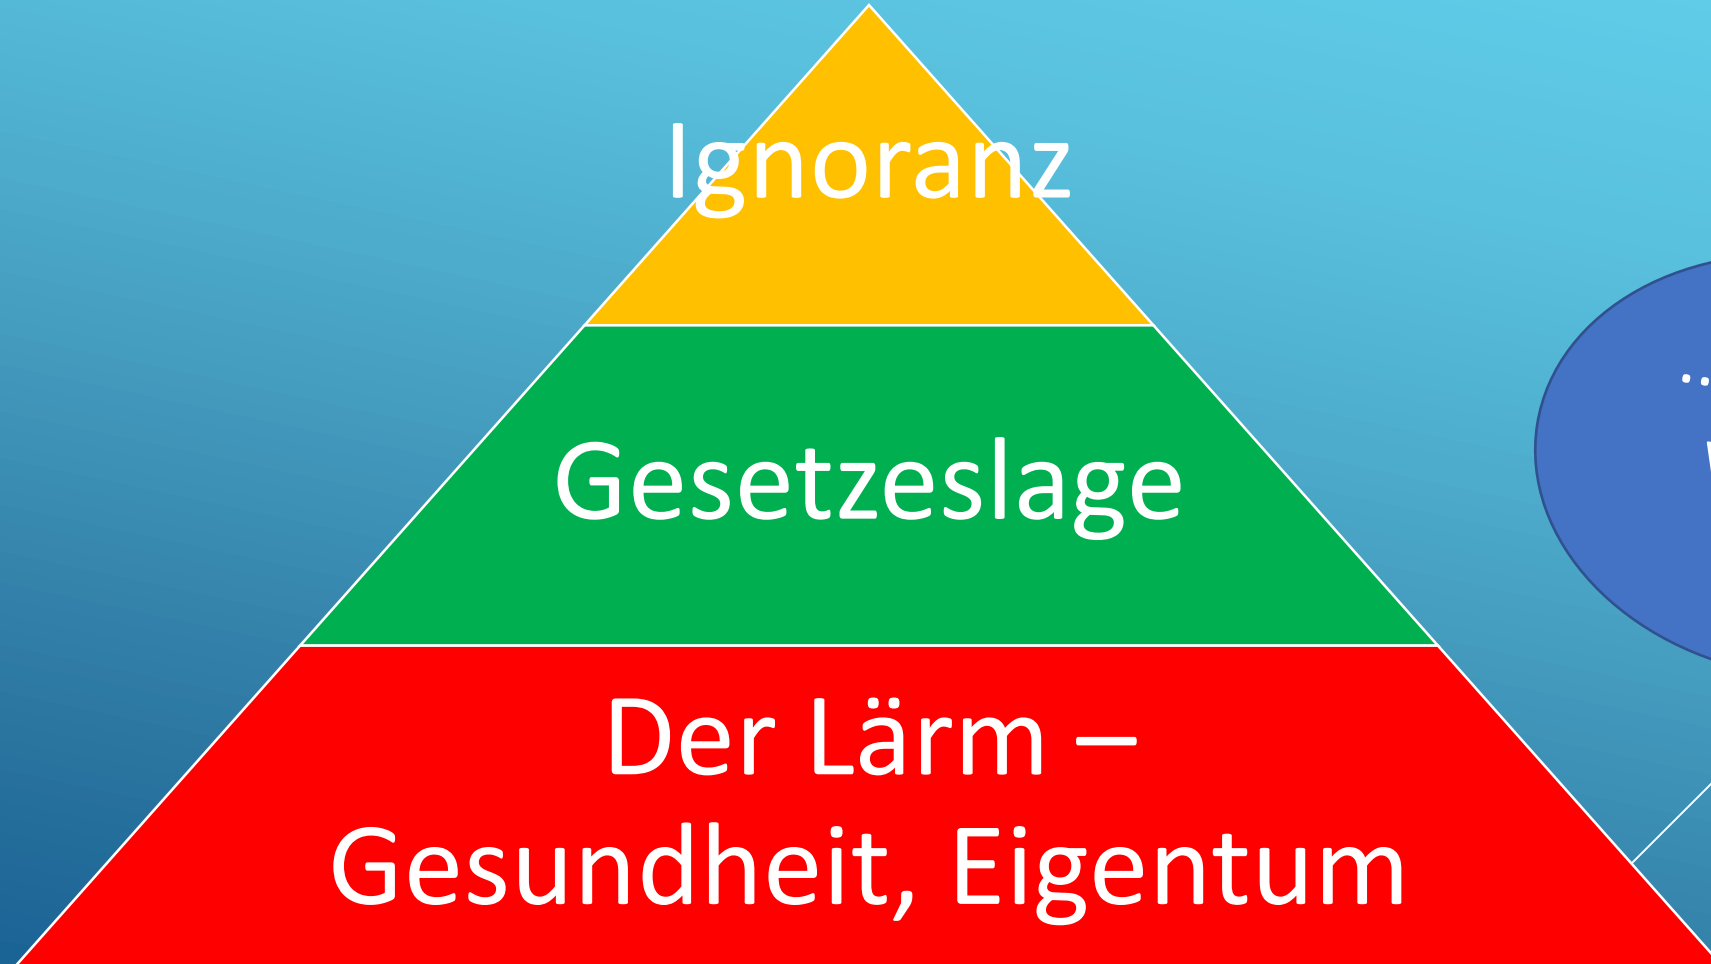 Ignoranz
Gesetzeslage
Der Lärm –
Gesundheit, Eigentum